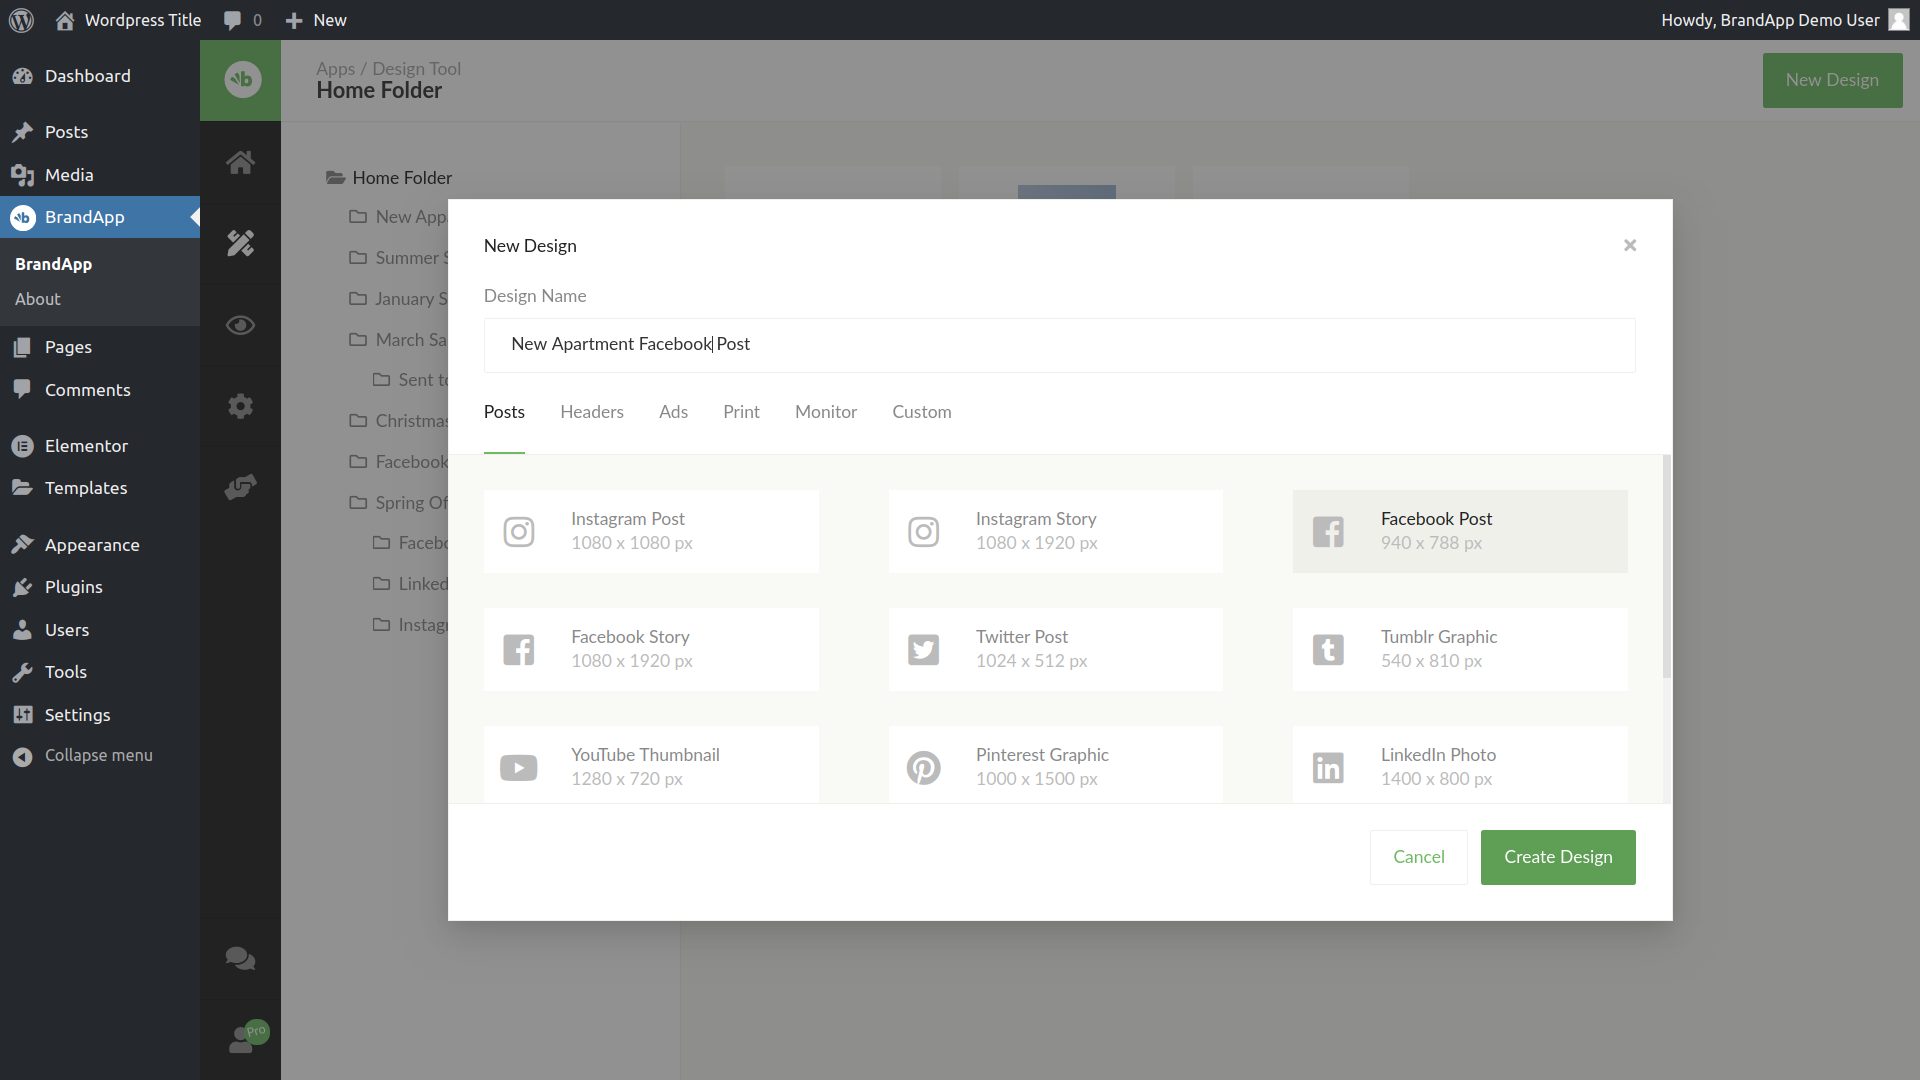 Wordpress Title
0
New
Howdy, BrandApp Demo User
Dashboard
Posts
Media
BrandApp
BrandApp
About
Pages
Comments
Elementor
Templates
Appearance
Plugins
Users
Tools
Settings
Collapse menu
Pro
Apps / Design Tool
Home Folder
New Design
Home Folder
New App
Summer S
January S
March Sa
Sent to
Christmas
Facebook
Spring Of
Facebo
Linked
Instagr
New Design
×
Design Name
New Apartment Facebook Post
Posts
Headers
Ads
Print
Monitor
Custom
Instagram Post
1080 x 1080 px
Instagram Story
1080 x 1920 px
Facebook Post
940 x 788 px
Facebook Story
1080 x 1920 px
Twitter Post
1024 x 512 px
Tumblr Graphic
540 x 810 px
YouTube Thumbnail
1280 x 720 px
Pinterest Graphic
1000 x 1500 px
LinkedIn Photo
1400 x 800 px
Cancel
Create Design